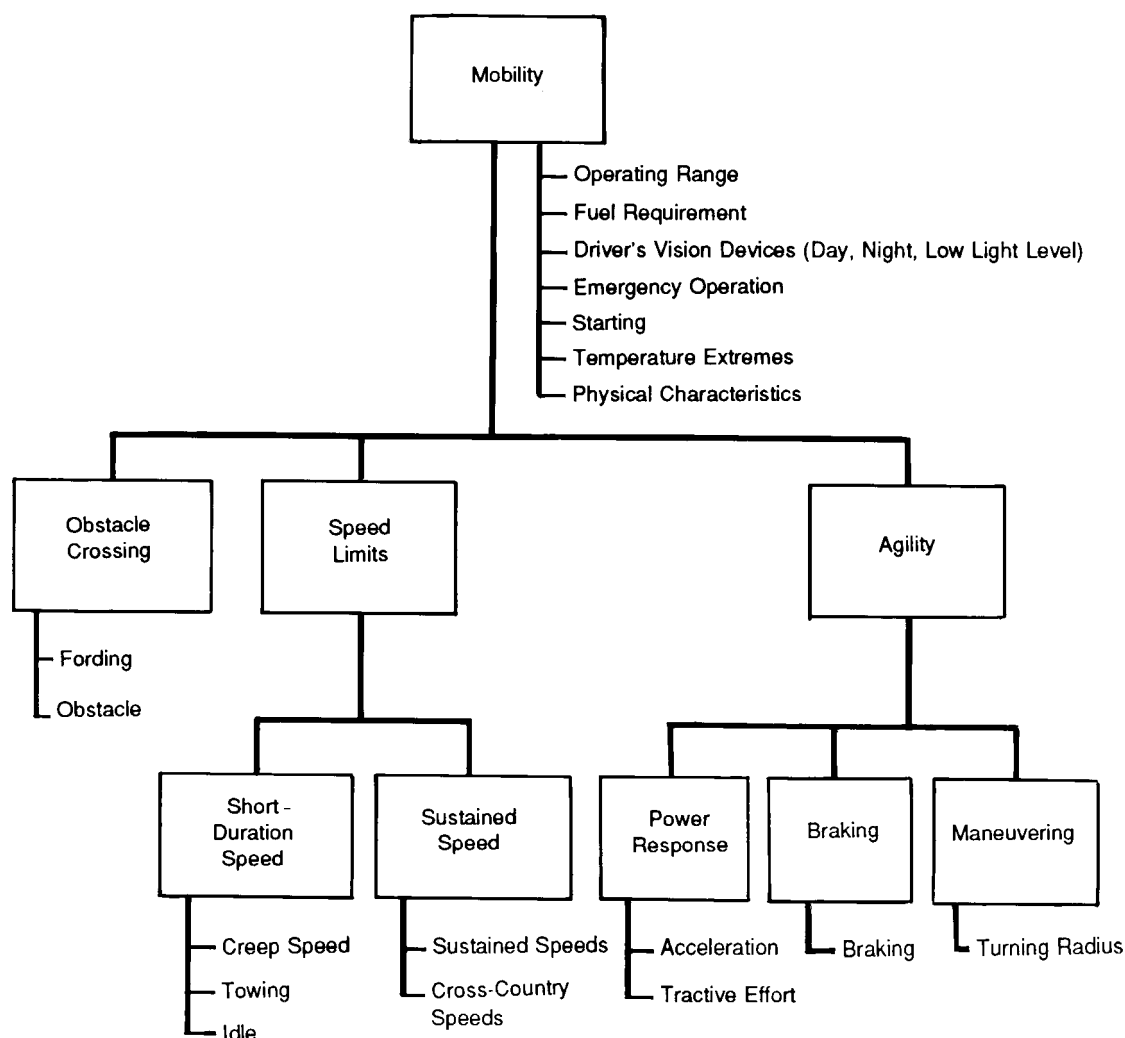 Mobility
Operating Range
Fuel Requirement
Driver's Vision Devices (Day, Night, Low Light Level)
Emergency Operation
Starting
Temperature Extremes
Physical Characteristics
Obstacle
Crossing
Speed
Limits
Agility
Fording
Obstacle
Short-
Duration
Speed
Sustained
Speed
Power
Response
Braking
Maneuvering
Creep Speed
Towing
Idle
Sustained Speeds
Cross-Country
Speeds
Acceleration
Tractive Effort
Braking
Turning Radius